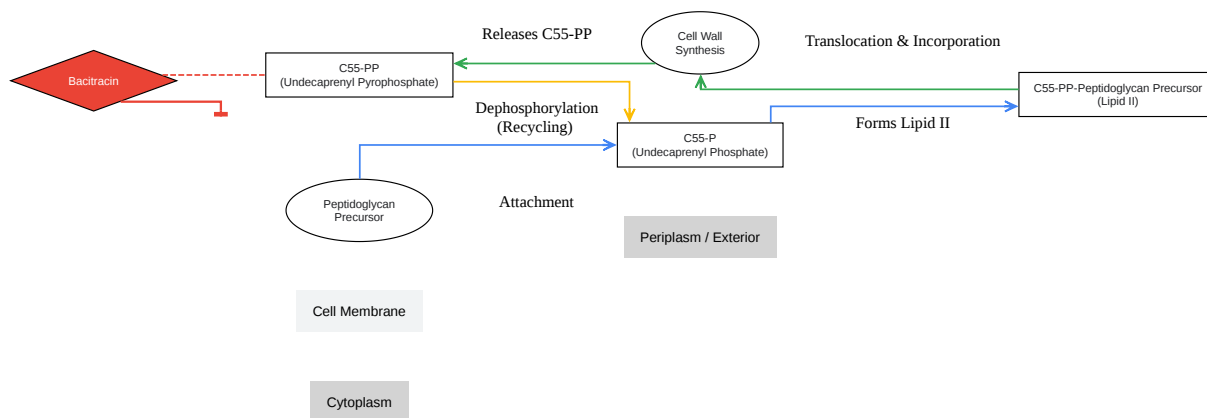 Releases C55-PP
Cell Wall
Synthesis
Translocation & Incorporation
Bacitracin
C55-PP
(Undecaprenyl Pyrophosphate)
C55-PP-Peptidoglycan Precursor
(Lipid II)
Dephosphorylation
(Recycling)
Forms Lipid II
C55-P
(Undecaprenyl Phosphate)
Peptidoglycan
Precursor
Attachment
Periplasm / Exterior
Cell Membrane
Cytoplasm